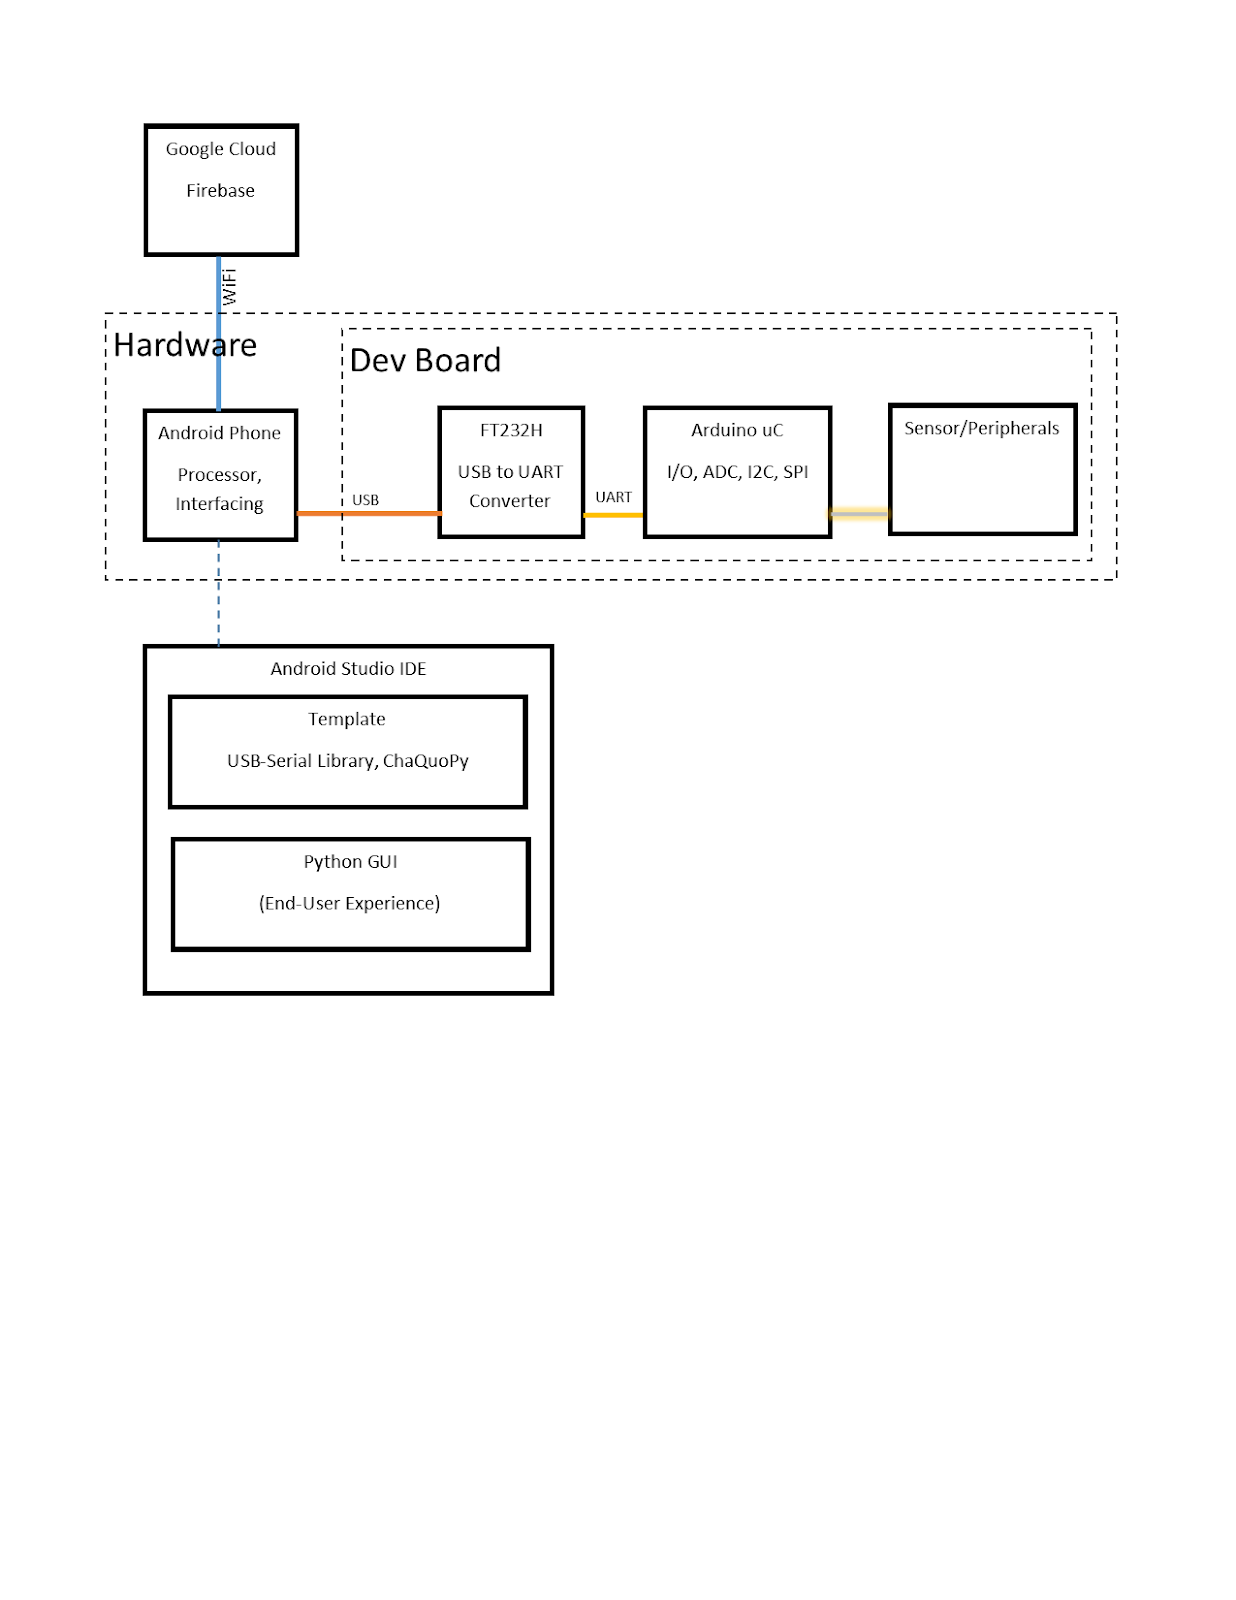 Google Cloud
Firebase
WiFi
Hardware
Dev Board
Android Phone
Processor,
Interfacing
USB
FT232H
USB to UART
Converter
UART
Arduino uC
I/O, ADC, I2C, SPI
Sensor/Peripherals
Android Studio IDE
Template
USB-Serial Library, ChaQuoPy
Python GUI
(End-User Experience)